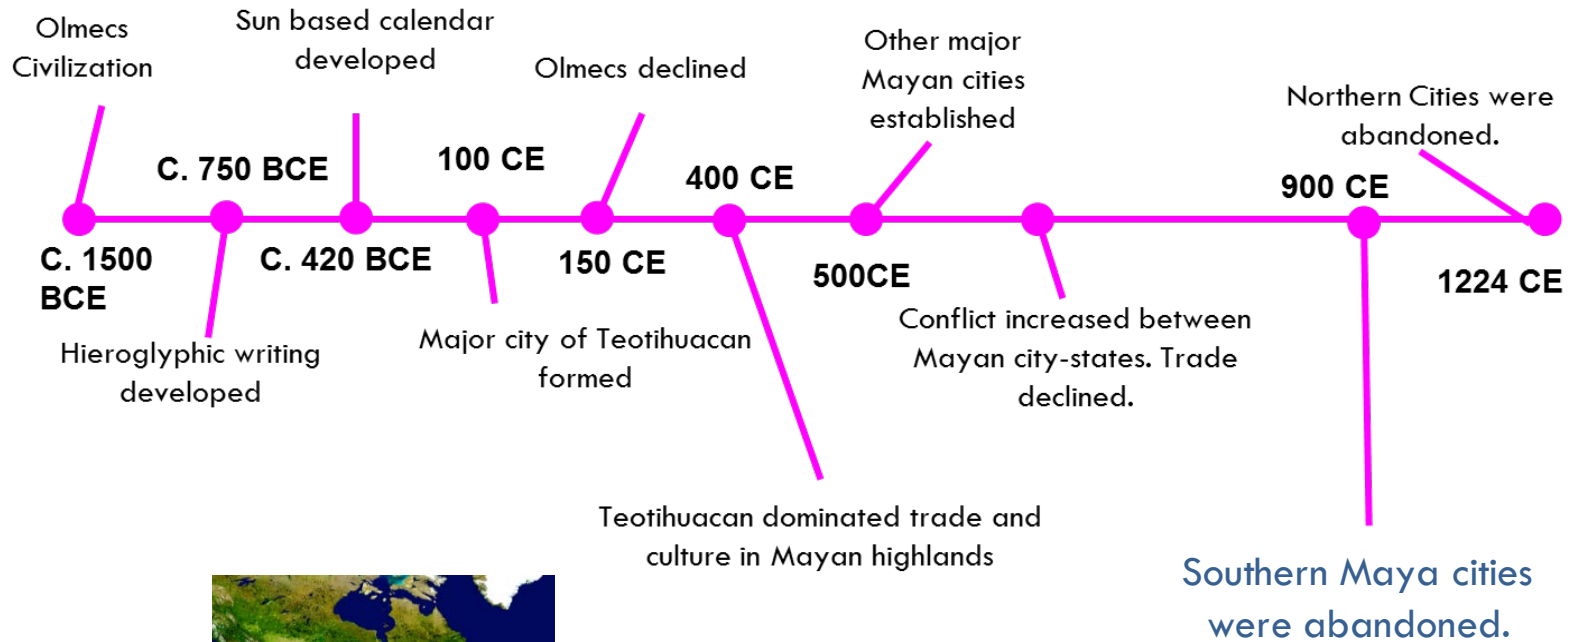 Olmecs
Civilization
Sun based calendar
developed
Olmecs declined
Other major
Mayan cities
established
Northern Cities were
abandoned.
C. 750 BCE
100 CE
400 CE
900 CE
C. 1500
BCE
C. 420 BCE
150 CE
500CE
1224 CE
Hieroglyphic writing
developed
Major city of Teotihuacan
formed
Conflict increased between
Mayan city-states. Trade
declined.
Teotihuacan dominated trade and
culture in Mayan highlands
Southern Maya cities
were abandoned.